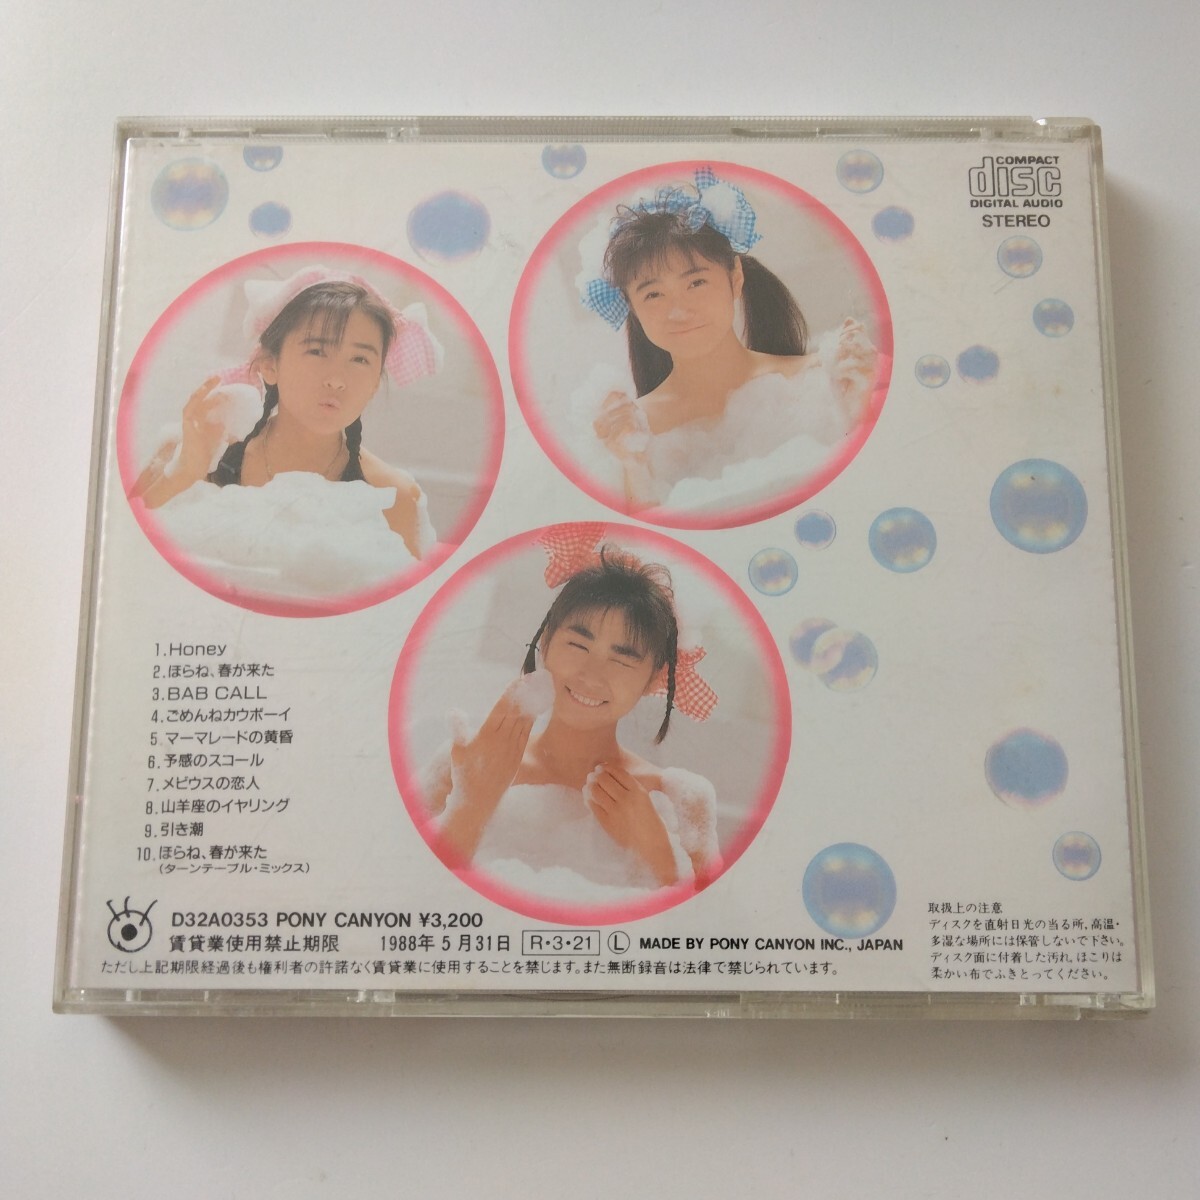 COMPACT
disc
DIGITAL AUDIO
STEREO
1. Honey
2. ほらね、春が来た
3. BAB CALL
4. ごめんねカウボーイ
5. マーマレードの黄昏
6. 予感のスコール
7. メビウスの恋人
8. 山羊座のイヤリング
9. 引き潮
10. ほらね、春が来た
(ターンテーブル・ミックス)
D32A0353 PONY CANYON ¥3,200
賃貸業使用禁止期限 1988年5月31日 R・3・21 Ⓛ MADE BY PONY CANYON INC., JAPAN
ただし上記期限経過後も権利者の許諾なく賃貸業に使用することを禁じます。また無断録音は法律で禁じられています。
取扱上の注意
ディスクを直射日光の当る所、高温・
多湿な場所には保管しないで下さい。
ディスク面に付着した汚れ、ほこりは
柔かい布でふきとってください。